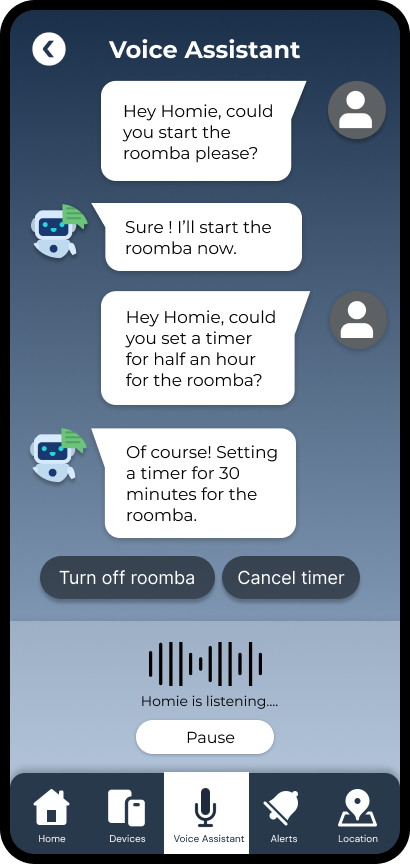 Voice Assistant
Hey Homie, could
you start the
roomba please?
Sure ! I’ll start the
roomba now.
Hey Homie, could
you set a timer
for half an hour
for the roomba?
Of course! Setting
a timer for 30
minutes for the
roomba.
Turn off roomba
Cancel timer
Homie is listening....
Pause
Home
Devices
Voice Assistant
Alerts
Location